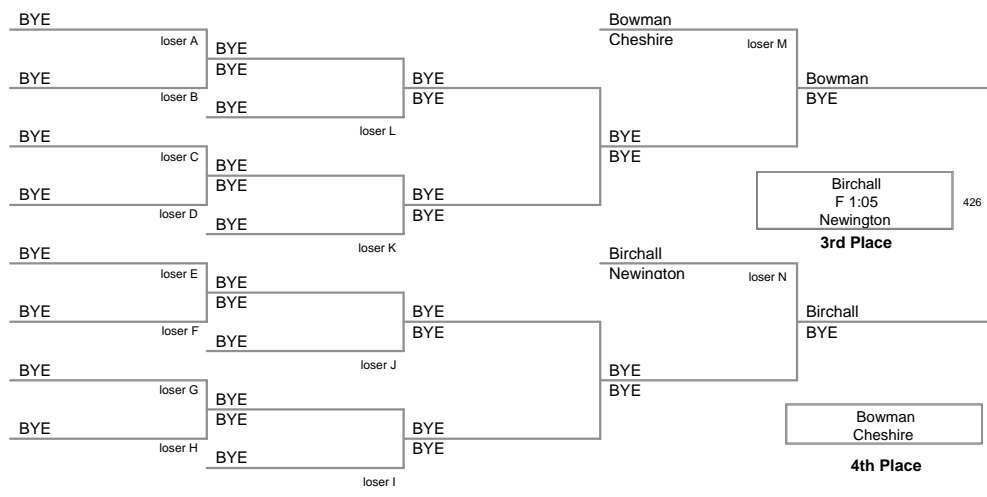 BYE
loser A
BYE
BYE
BYE
loser B
BYE
loser L
BYE
BYE
BYE
loser C
BYE
BYE
BYE
loser D
BYE
loser K
BYE
BYE
BYE
BYE
Bowman
Cheshire
loser M
Bowman
BYE
Birchall
F 1:05
Newington
426
3rd Place
BYE
loser E
BYE
BYE
BYE
loser F
BYE
loser J
BYE
BYE
BYE
loser G
BYE
BYE
BYE
loser H
BYE
loser I
BYE
BYE
BYE
BYE
Birchall
Newington
loser N
Birchall
BYE
Bowman
Cheshire
4th Place